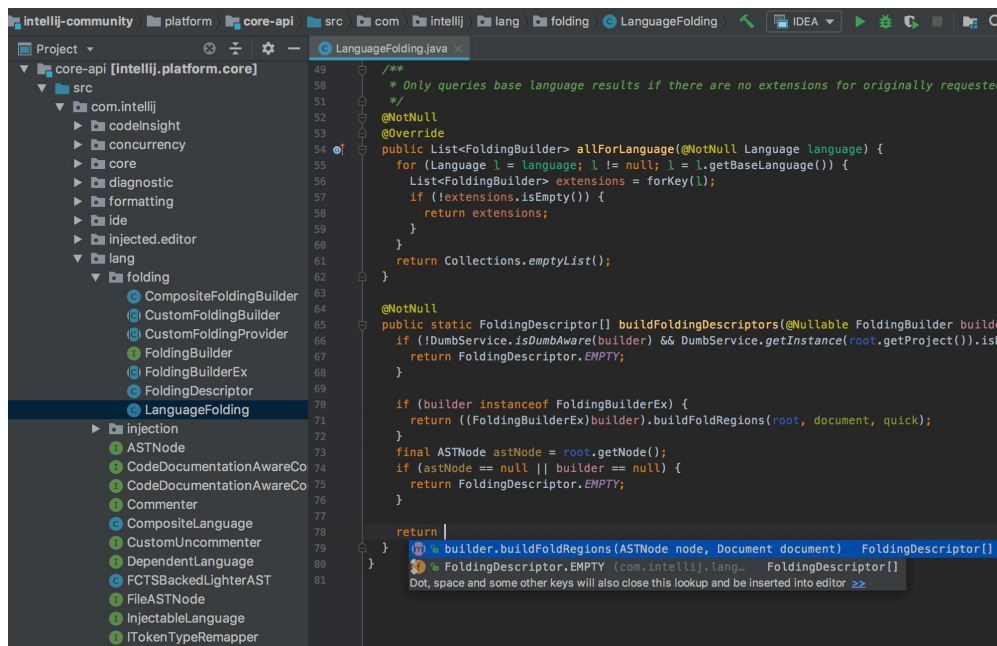 intellij-community platform core-api src com intellij lang folding LanguageFolding IDEA
Project
LanguageFolding.java
core-api [intellij.platform.core]
src
com.intellij
codeInsight
concurrency
core
diagnostic
formatting
ide
injected.editor
lang
folding
CompositeFoldingBuilder
CustomFoldingBuilder
CustomFoldingProvider
FoldingBuilder
FoldingBuilderEx
FoldingDescriptor
LanguageFolding
injection
ASTNode
CodeDocumentationAwareCo
CodeDocumentationAwareCo
Commenter
CompositeLanguage
CustomUncommenter
DependentLanguage
FCTSBackedLighterAST
FileASTNode
InjectableLanguage
ITokenTypeRemapper
49 /**
50 * Only queries base language results if there are no extensions for originally requeste
51 */
52 @NotNull
53 @Override
54 public List<FoldingBuilder> allForLanguage(@NotNull Language language) {
55 for (Language l = language; l != null; l = l.getBaseLanguage()) {
56 List<FoldingBuilder> extensions = forKey(l);
57 if (!extensions.isEmpty()) {
58 return extensions;
59 }
60 }
61 return Collections.emptyList();
62 }
63
64 @NotNull
65 public static FoldingDescriptor[] buildFoldingDescriptors(@Nullable FoldingBuilder builde
66 if (!DumbService.isDumbAware(builder) && DumbService.getInstance(root.getProject()).is
67 return FoldingDescriptor.EMPTY;
68 }
69
70 if (builder instanceof FoldingBuilderEx) {
71 return ((FoldingBuilderEx)builder).buildFoldRegions(root, document, quick);
72 }
73 final ASTNode astNode = root.getNode();
74 if (astNode == null || builder == null) {
75 return FoldingDescriptor.EMPTY;
76 }
77
78 return
79 }
80 }
81
builder.buildFoldRegions(ASTNode node, Document document) FoldingDescriptor[]
FoldingDescriptor.EMPTY (com.intellij.lang… FoldingDescriptor[]
Dot, space and some other keys will also close this lookup and be inserted into editor >>